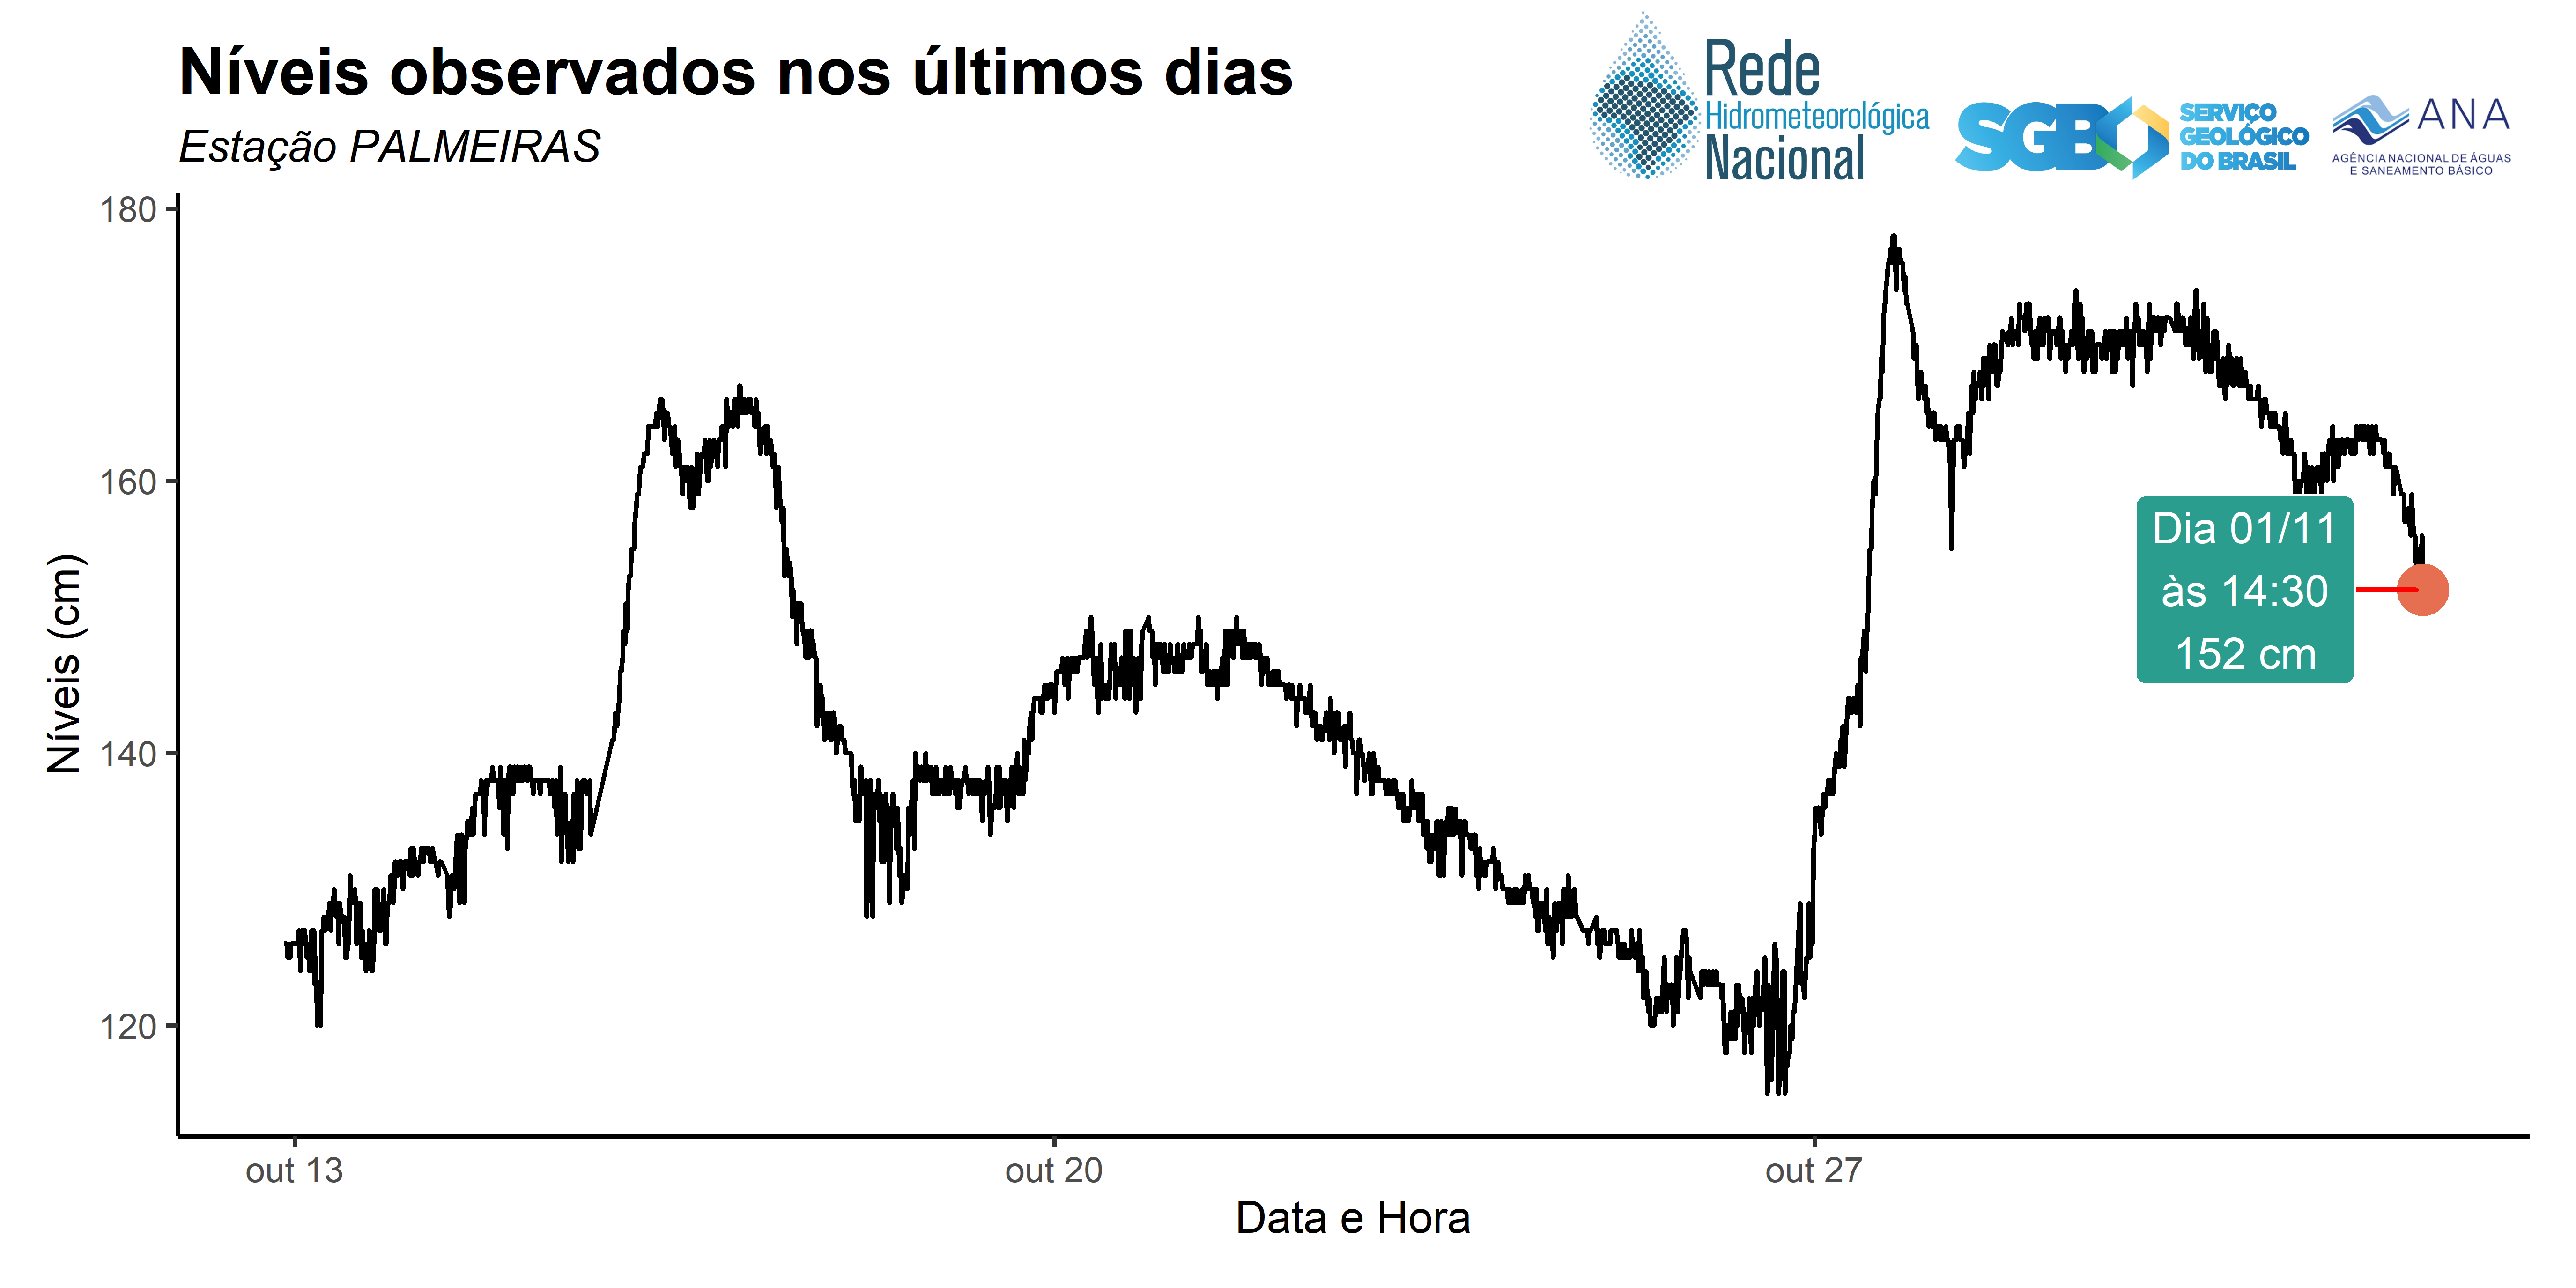 Níveis observados nos últimos dias
Estação PALMEIRAS
Rede
Hidrometeorológica
Nacional
SGB
SERVIÇO
GEOLÓGICO
DO BRASIL
ANA
AGÊNCIA NACIONAL DE ÁGUAS
E SANEAMENTO BÁSICO
180
160
140
120
Níveis (cm)
Dia 01/11
às 14:30
152 cm
out 13
out 20
out 27
Data e Hora